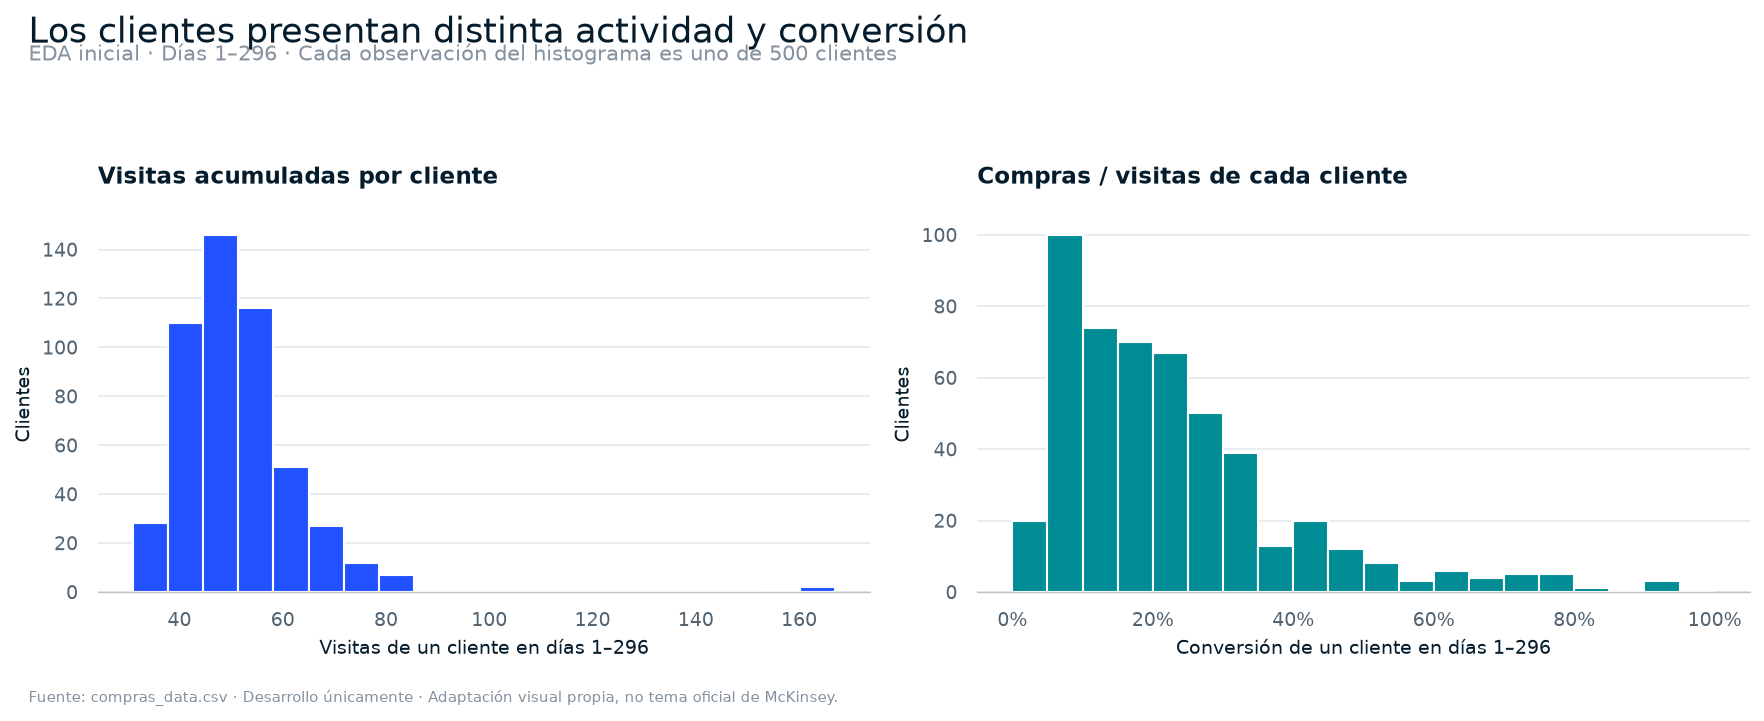 Los clientes presentan distinta actividad y conversión
EDA inicial · Días 1–296 · Cada observación del histograma es uno de 500 clientes
Visitas acumuladas por cliente
Clientes
140
120
100
80
60
40
20
0
40 60 80 100 120 140 160
Visitas de un cliente en días 1–296
Compras / visitas de cada cliente
Clientes
100
80
60
40
20
0
0% 20% 40% 60% 80% 100%
Conversión de un cliente en días 1–296
Fuente: compras_data.csv · Desarrollo únicamente · Adaptación visual propia, no tema oficial de McKinsey.